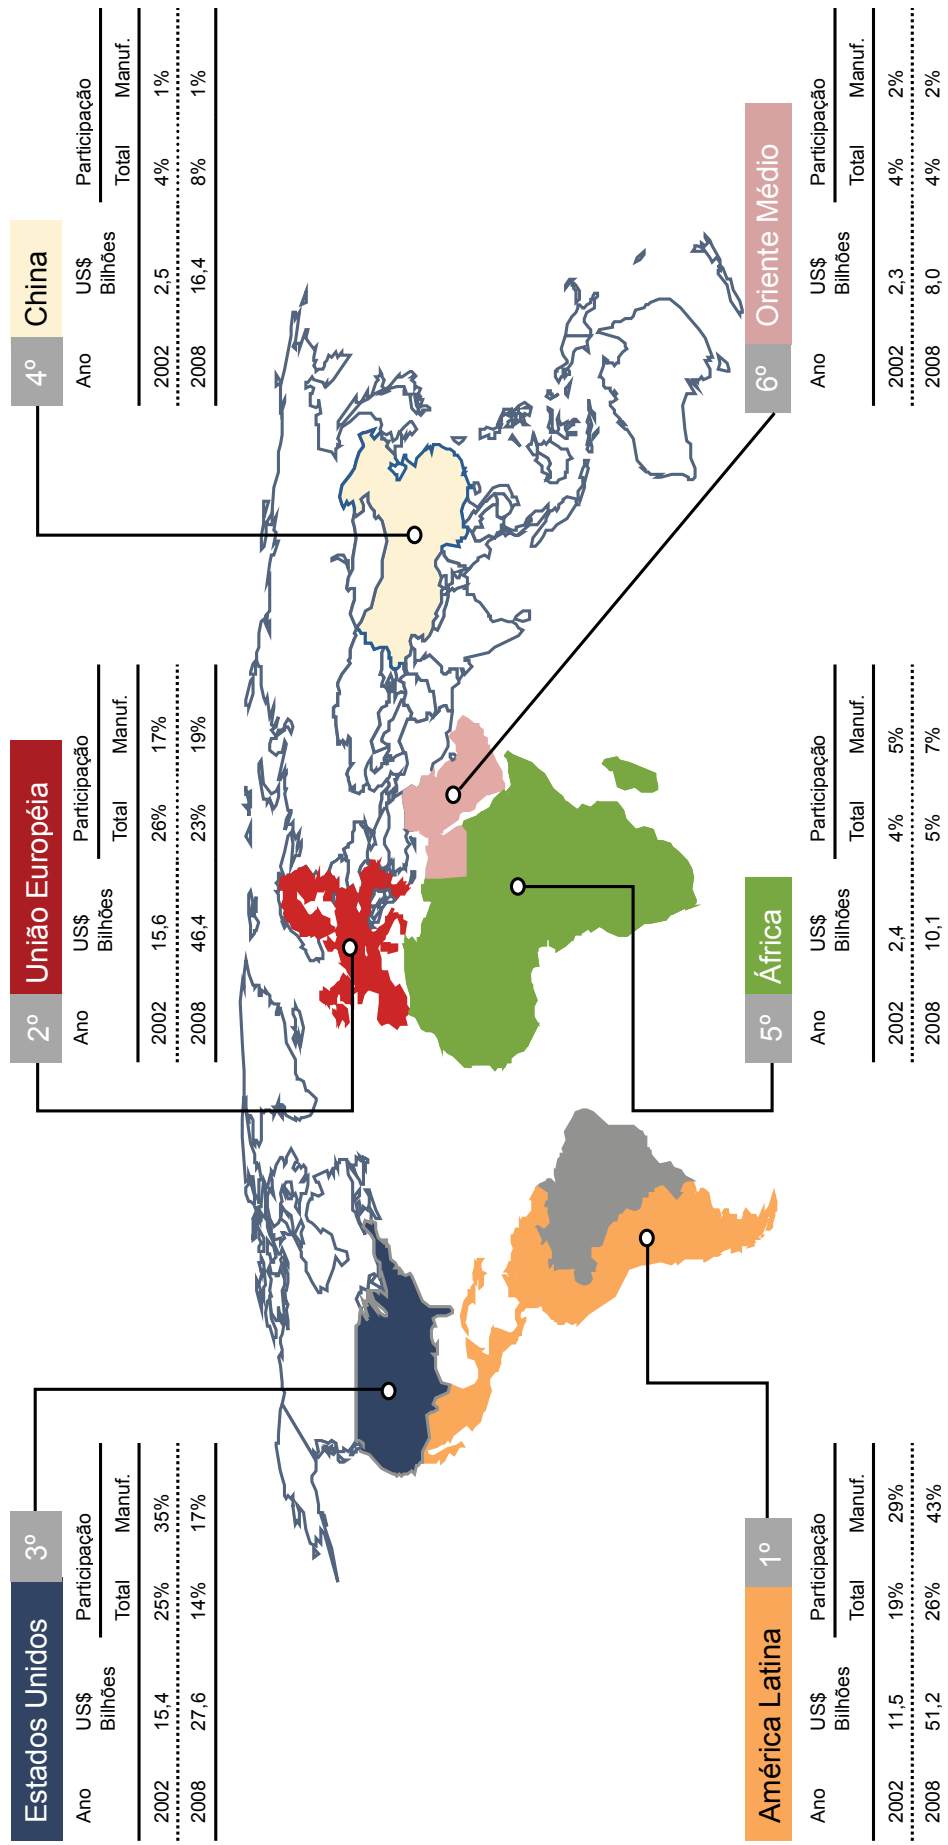 Estados Unidos 3º
Ano US$ Bilhões Participação
Total Manuf.
2002 15,4 25% 35%
2008 27,6 14% 17%
2º União Européia
Ano US$ Bilhões Participação
Total Manuf.
2002 15,6 26% 17%
2008 46,4 23% 19%
4º China
Ano US$ Bilhões Participação
Total Manuf.
2002 2,5 4% 1%
2008 16,4 8% 1%
América Latina 1º
Ano US$ Bilhões Participação
Total Manuf.
2002 11,5 19% 29%
2008 51,2 26% 43%
5º África
Ano US$ Bilhões Participação
Total Manuf.
2002 2,4 4% 5%
2008 10,1 5% 7%
6º Oriente Médio
Ano US$ Bilhões Participação
Total Manuf.
2002 2,3 4% 2%
2008 8,0 4% 2%